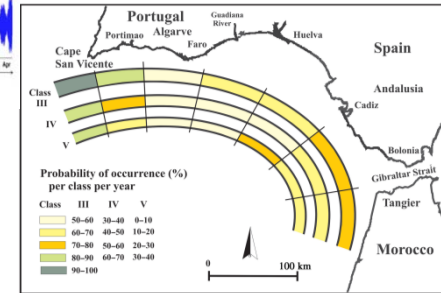 Portugal
Algarve
Portimao
Guadiana
River
Huelva
Faro
Cape
San Vicente
Spain
Andalusia
Cadiz
Bolonia
Gibraltar Strait
Tangier
Morocco
Class
III
IV
V
Probability of occurrence (%)
per class per year
Class III IV V
50–60 30–40 0–10
60–70 40–50 10–20
70–80 50–60 20–30
80–90 60–70 30–40
90–100
0 100 km